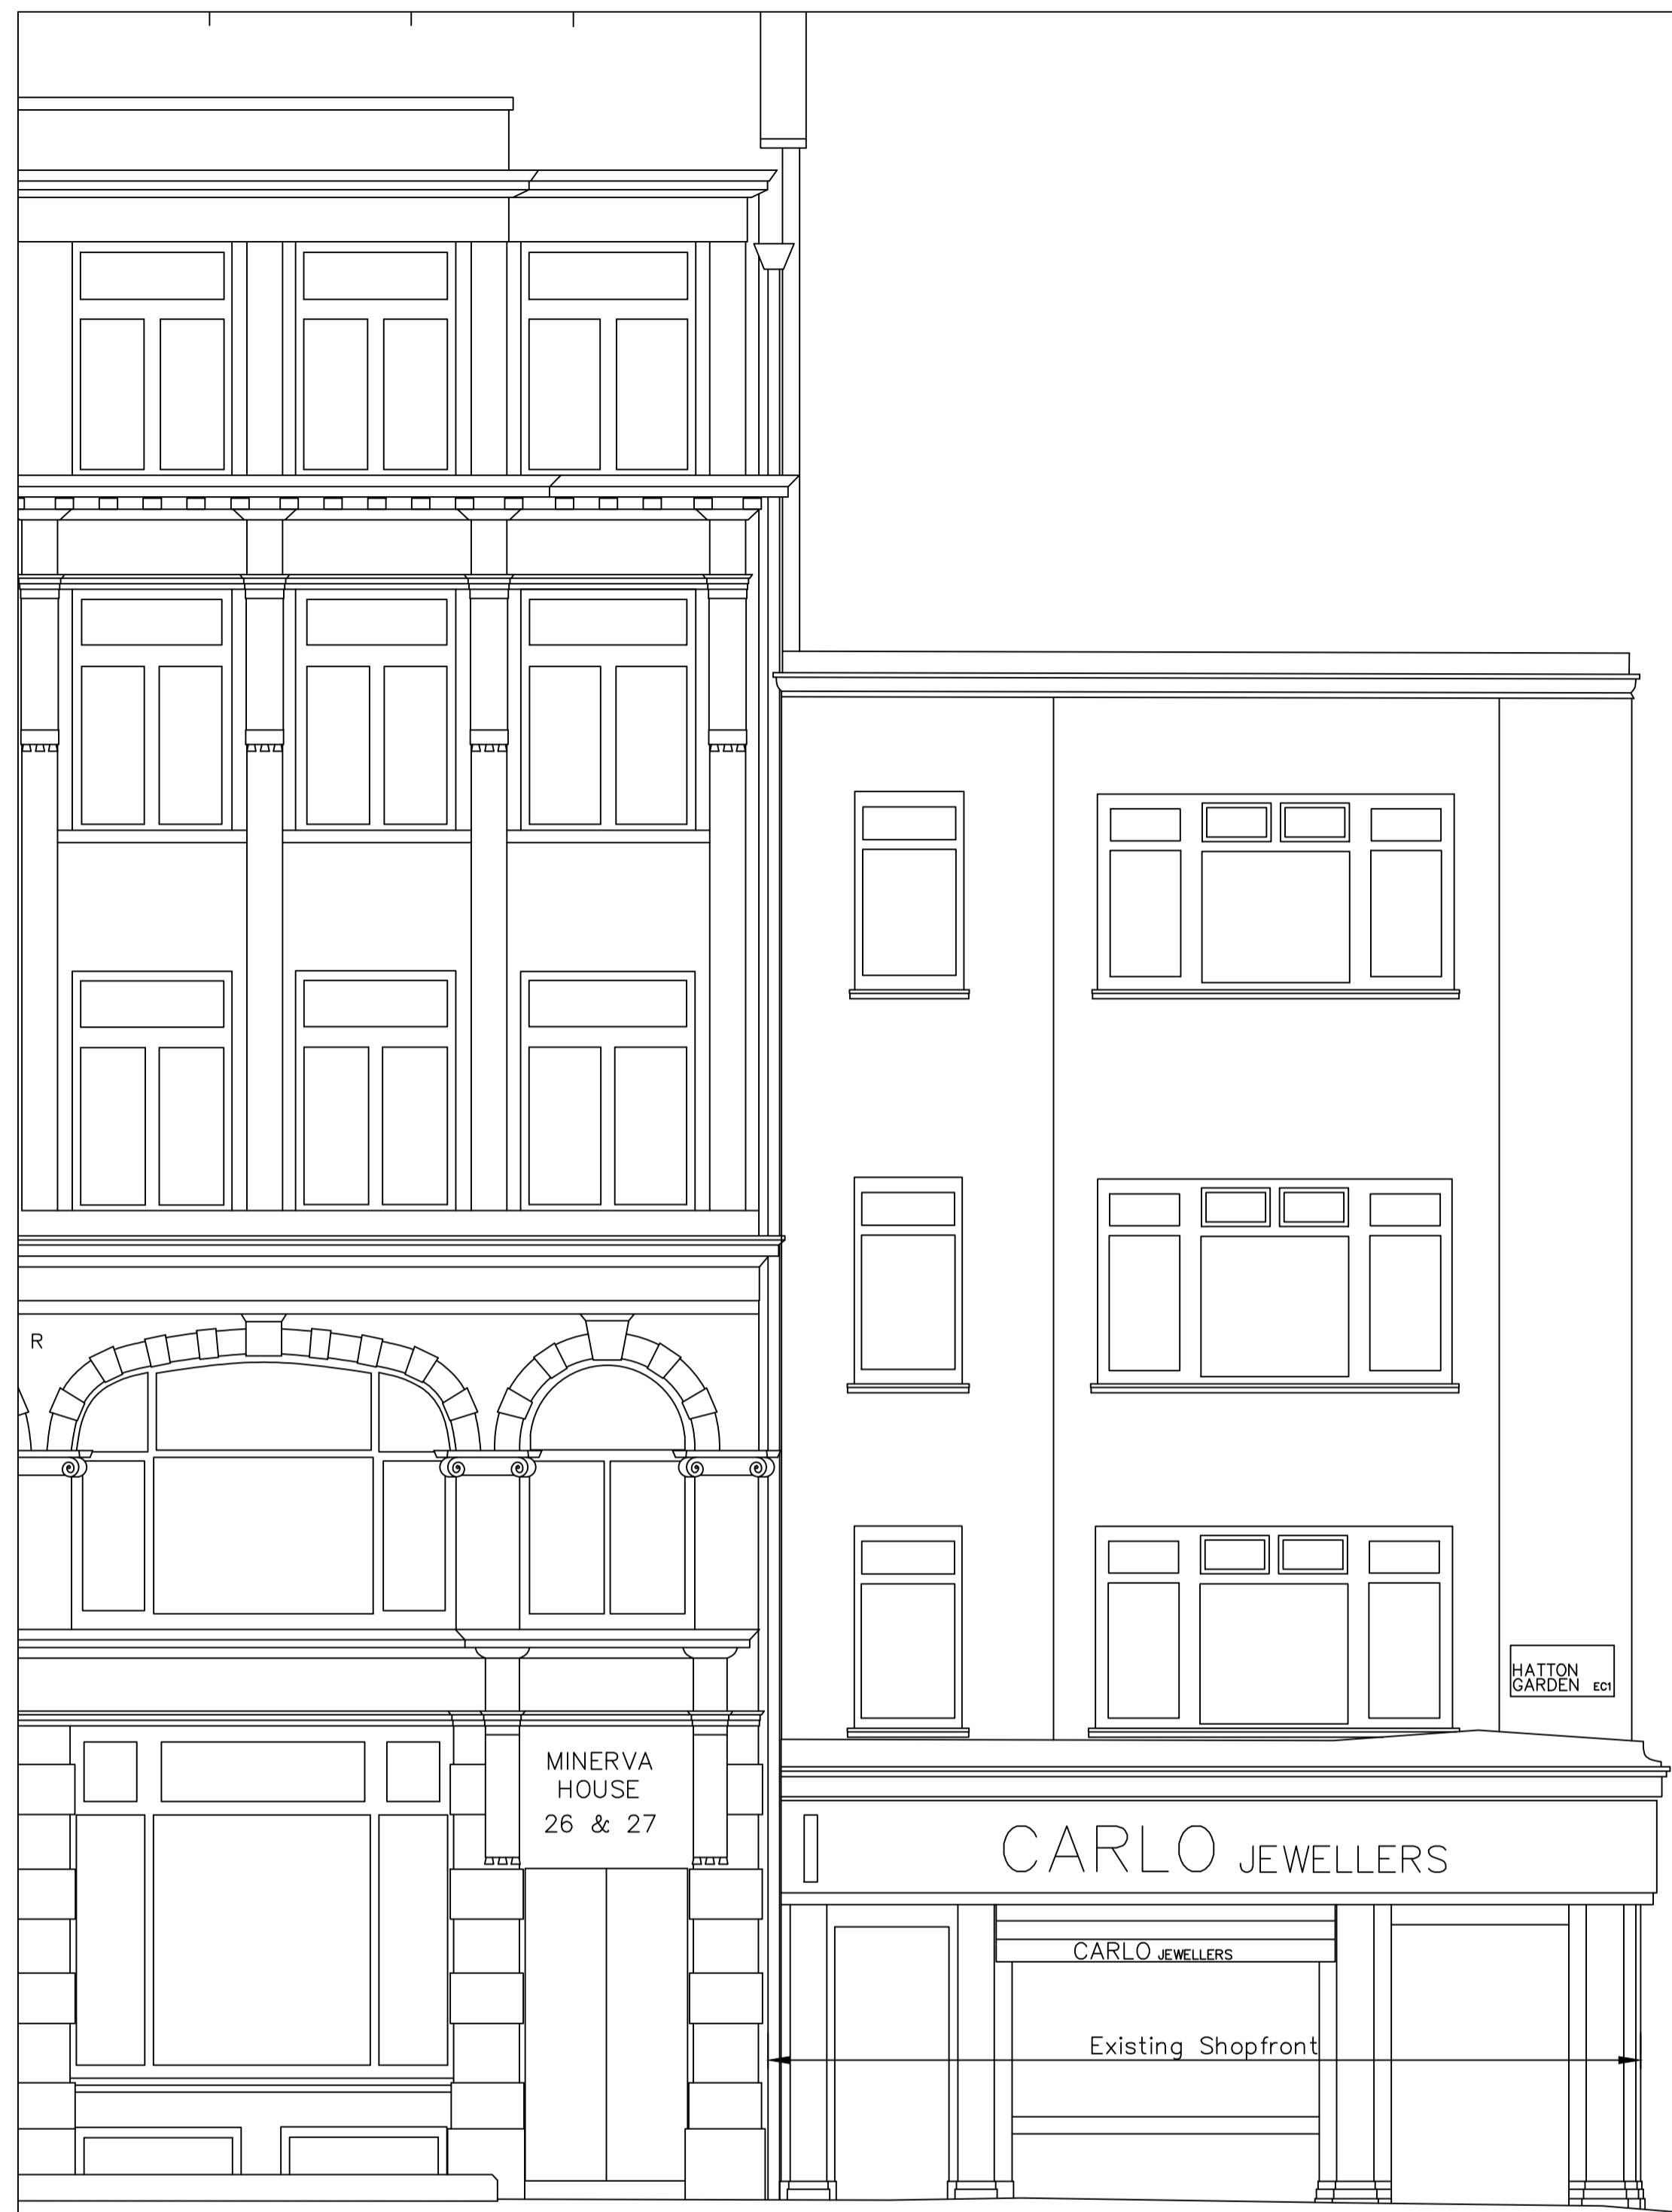 R
HATTON
GARDEN EC1
MINERVA
HOUSE
26 & 27
CARLO JEWELLERS
CARLO JEWELLERS
Existing Shopfront